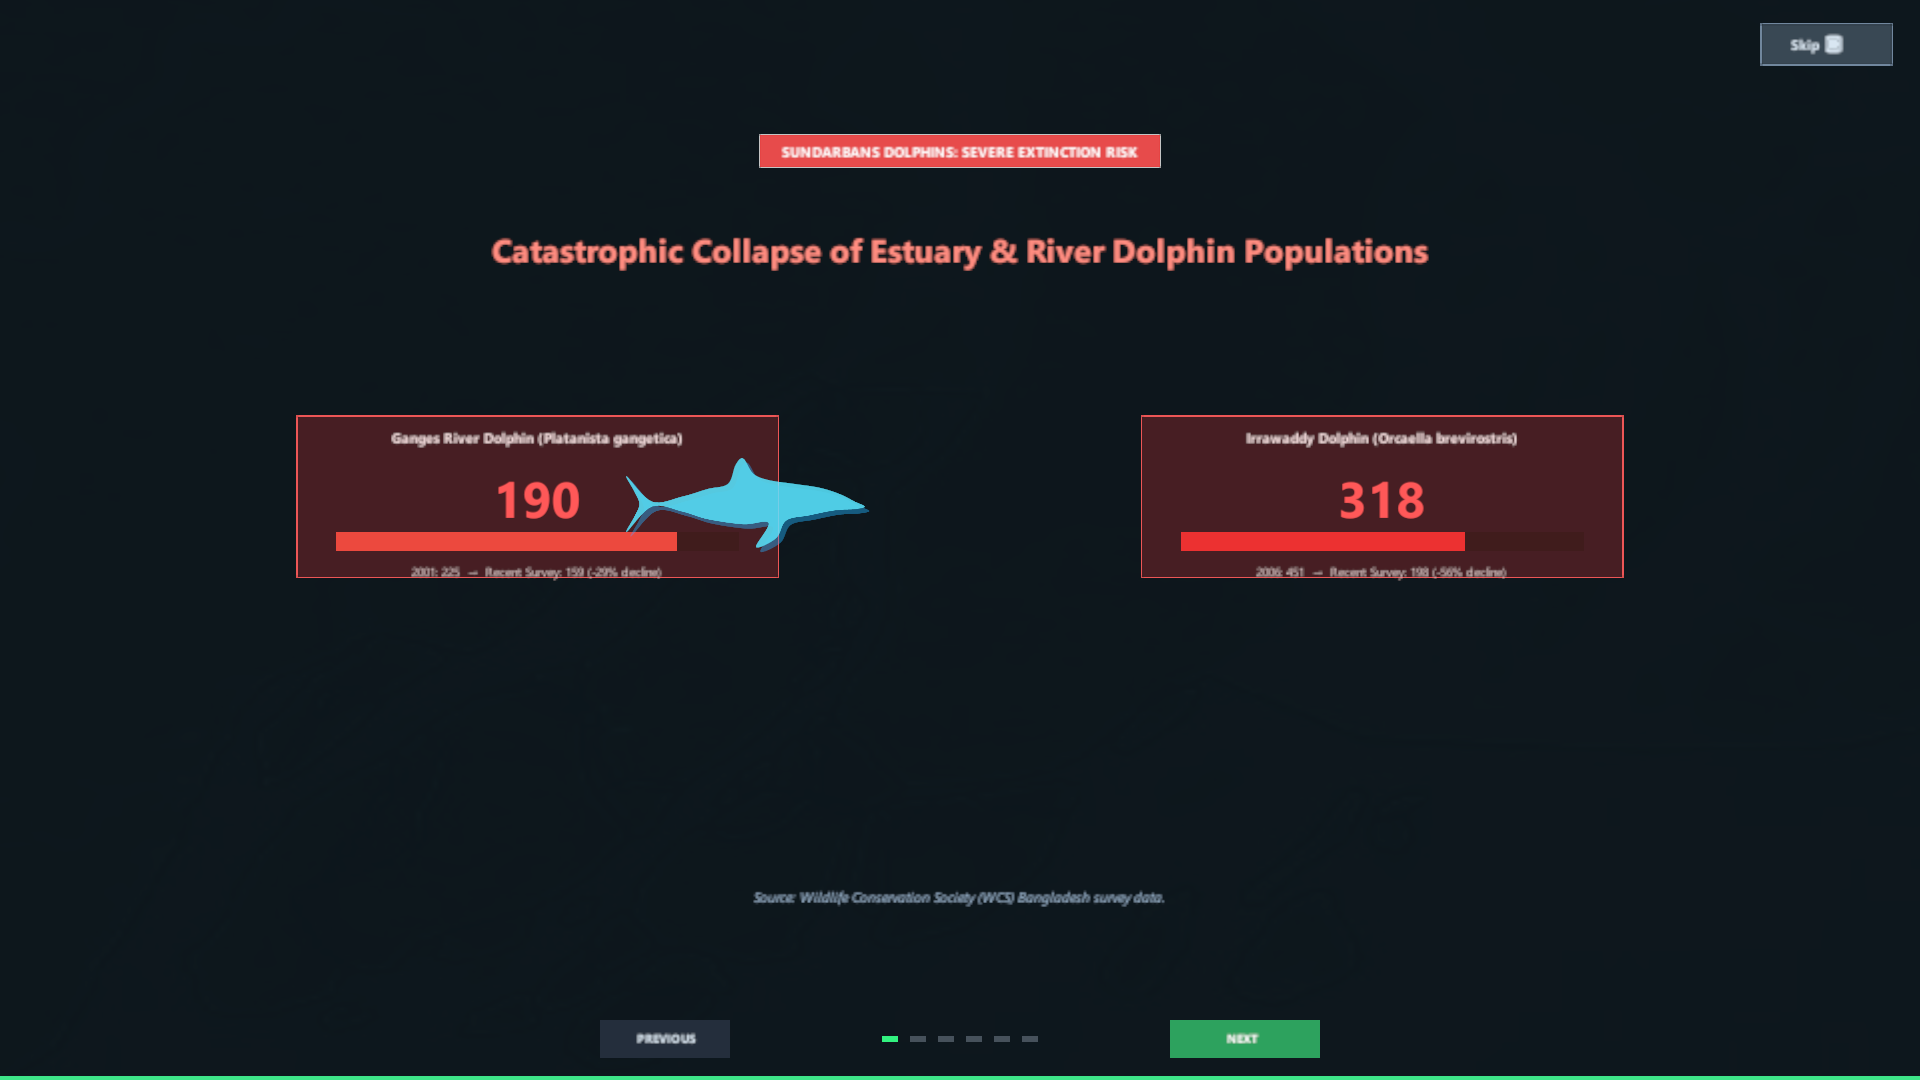 Skip
SUNDARBANS DOLPHINS: SEVERE EXTINCTION RISK
Catastrophic Collapse of Estuary & River Dolphin Populations
Ganges River Dolphin (Platanista gangetica)
190
2001: 225 → Recent Survey: 159 (-29% decline)
Irrawaddy Dolphin (Orcaella brevirostris)
318
2006: 451 → Recent Survey: 198 (-56% decline)
Source: Wildlife Conservation Society (WCS) Bangladesh survey data.
PREVIOUS
NEXT